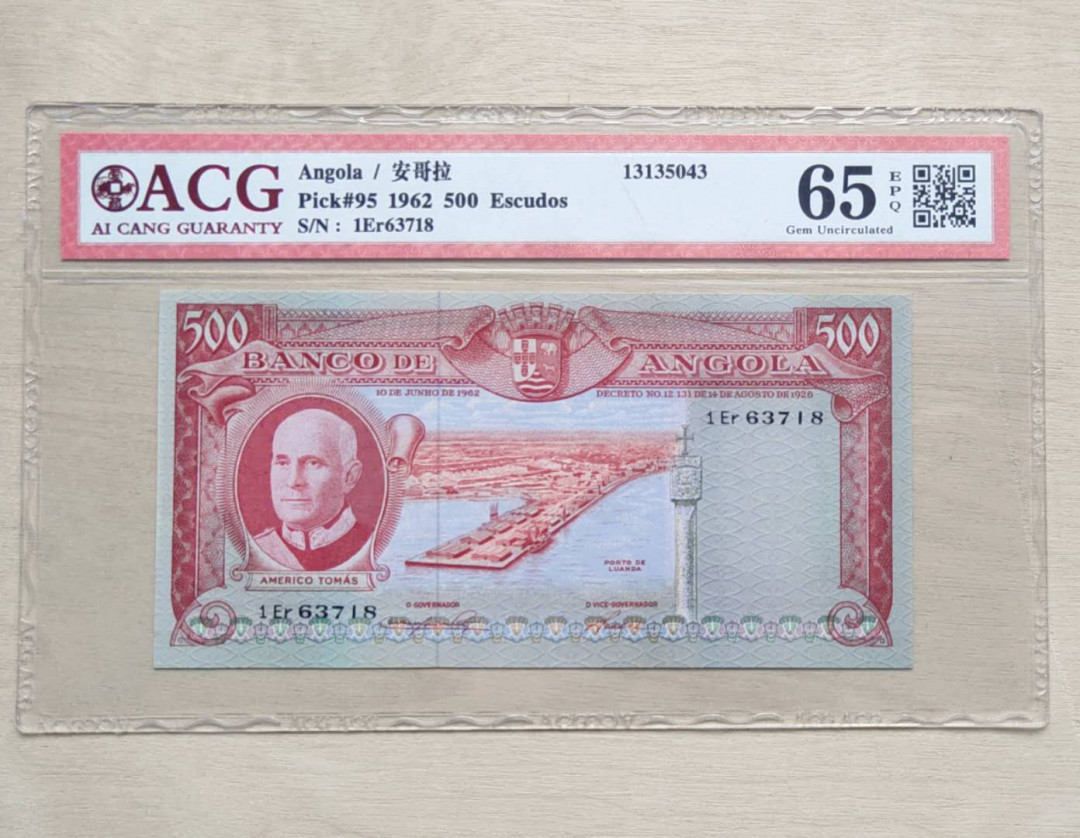 ACG
AI CANG GUARANTY
Angola / 安哥拉
Pick#95 1962 500 Escudos
S/N : 1Er63718
13135043
65
EPQ
Gem Uncirculated
500
500
BANCO DE ANGOLA
10 DE JUNHO DE 1962
DECRETO NO. 12.131 DE 14 DE AGOSTO DE 1926
1Er 63718
PORTO DE
LUANDA
AMERICO TOMÁS
1Er 63718
O GOVERNADOR
O VICE-GOVERNADOR